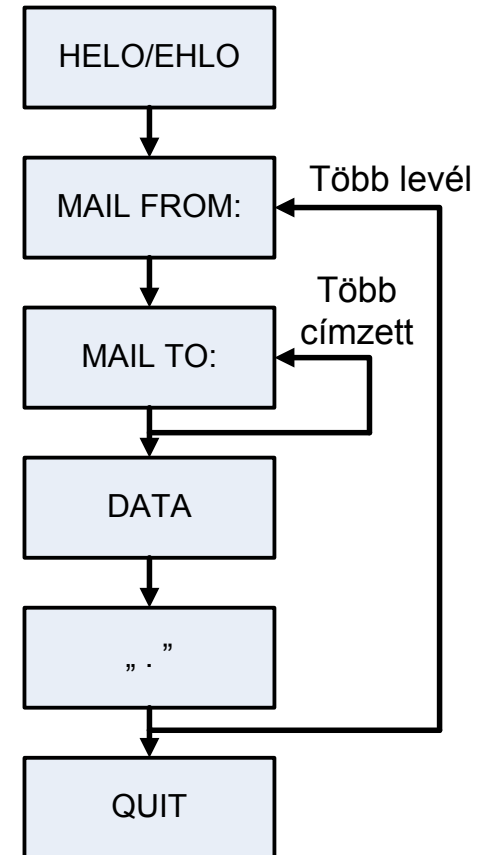 HELO/EHLO
Több levél
MAIL FROM:
Több
címzett
MAIL TO:
DATA
„ . ”
QUIT